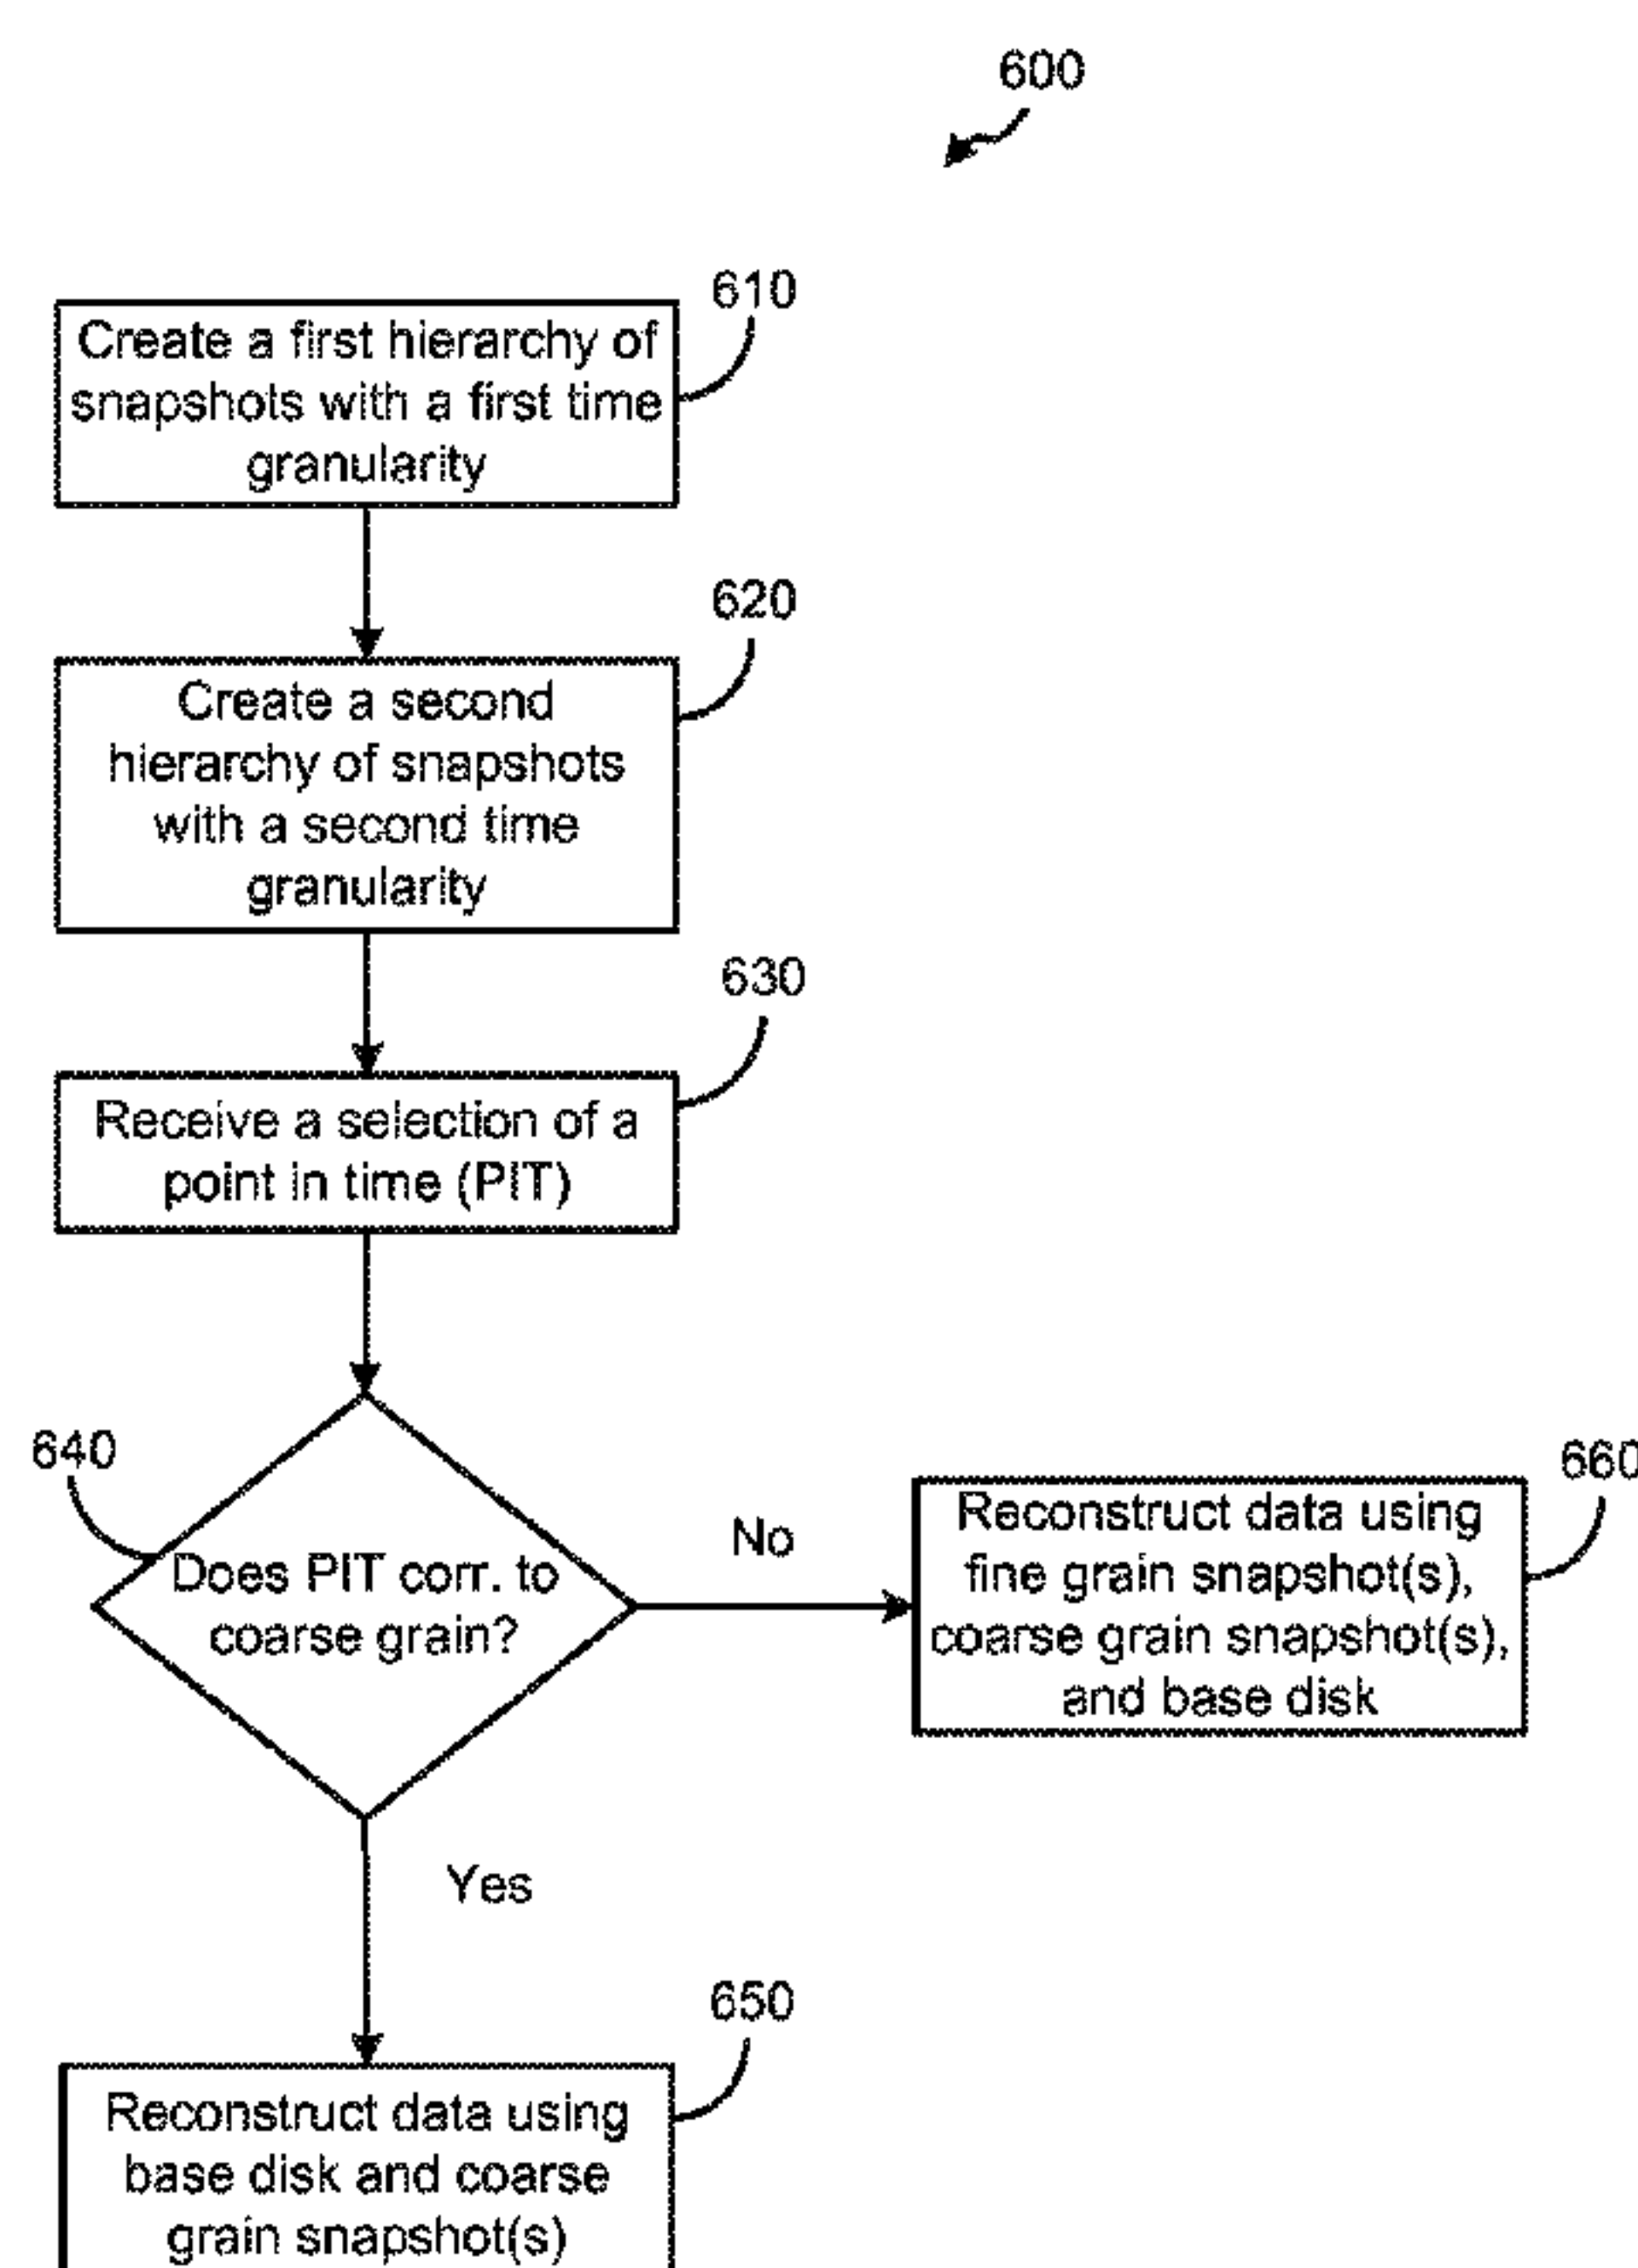 600
610
Create a first hierarchy of
snapshots with a first time
granularity
620
Create a second
hierarchy of snapshots
with a second time
granularity
630
Receive a selection of a
point in time (PIT)
640
Does PIT corr. to
coarse grain?
No
660
Reconstruct data using
fine grain snapshot(s),
coarse grain snapshot(s),
and base disk
Yes
650
Reconstruct data using
base disk and coarse
grain snapshot(s)